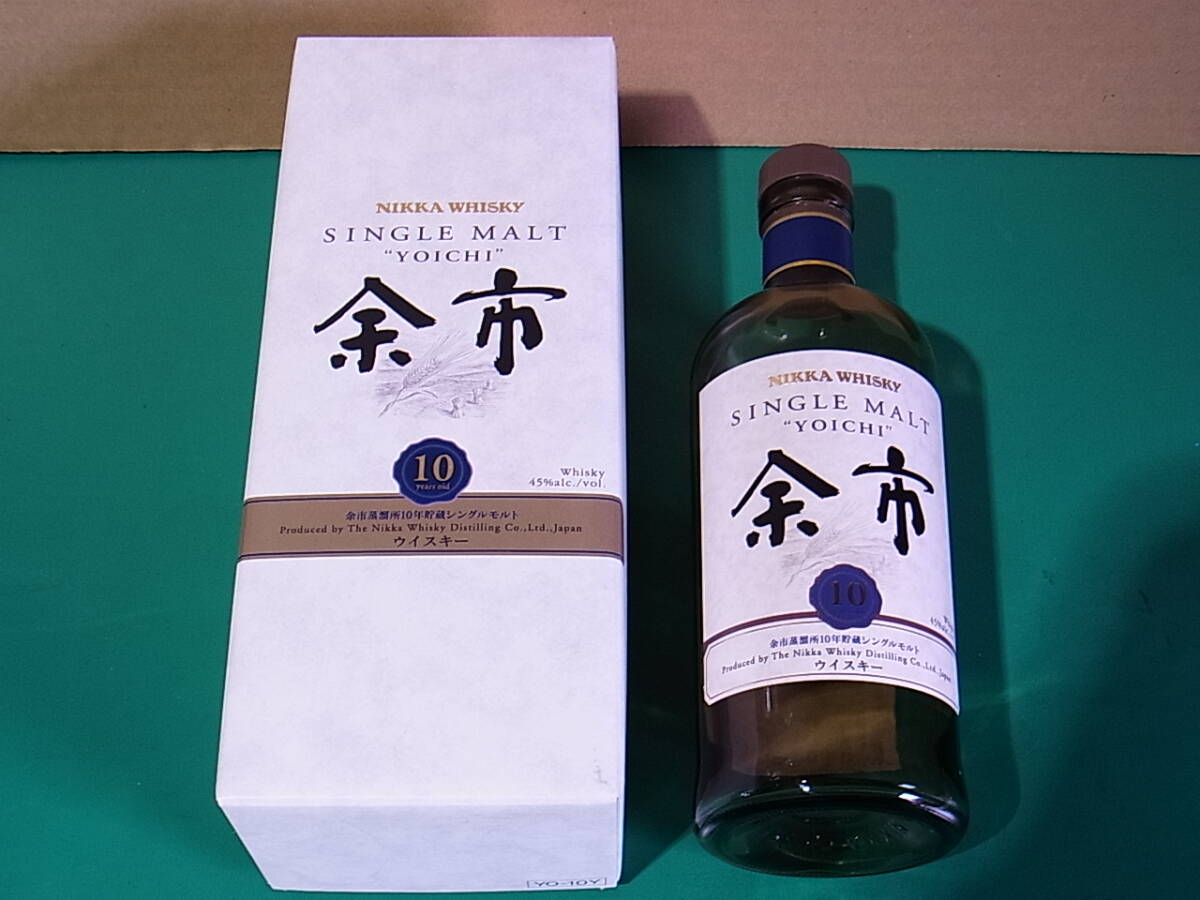 NIKKA WHISKY
SINGLE MALT
"YOICHI"
余市
10
years old
Whisky
45%alc./vol.
余市蒸溜所10年貯蔵シングルモルト
Produced by The Nikka Whisky Distilling Co.,Ltd.,Japan
ウイスキー
YO-10Y
NIKKA WHISKY
SINGLE MALT
"YOICHI"
余市
10
余市蒸溜所10年貯蔵シングルモルト
Produced by The Nikka Whisky Distilling Co.,Ltd.,Japan
ウイスキー